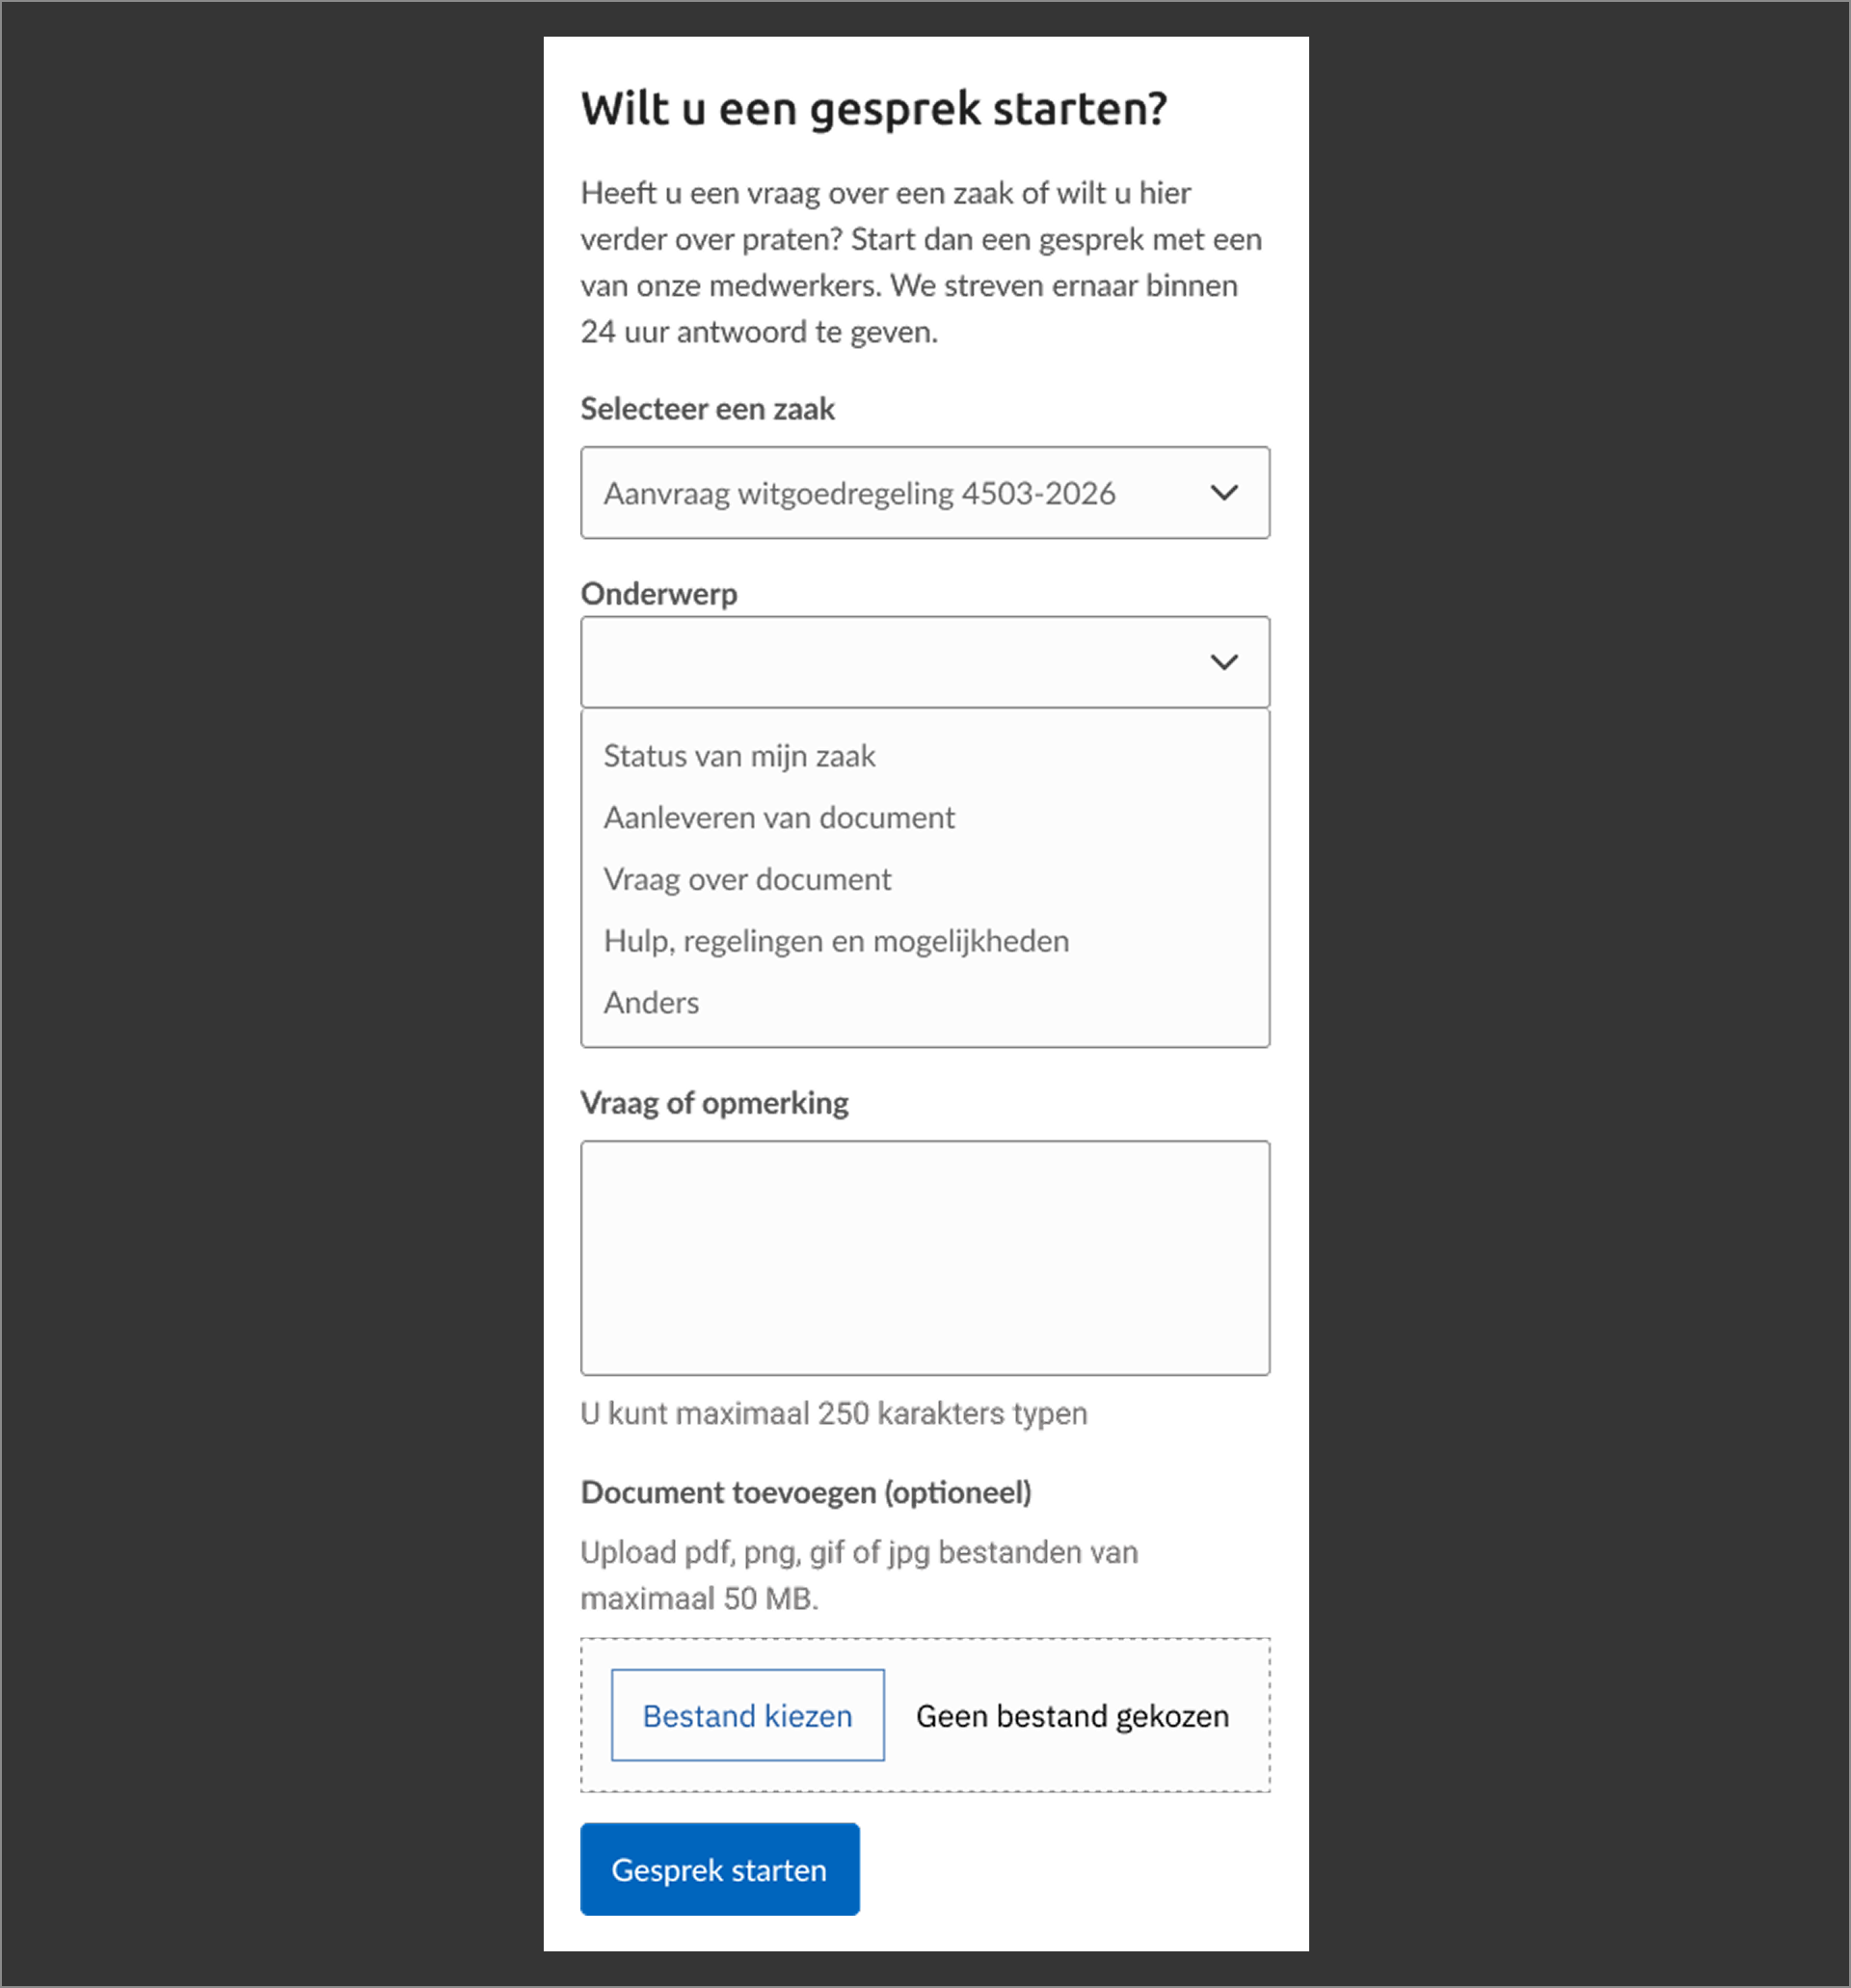 Wilt u een gesprek starten?
Heeft u een vraag over een zaak of wilt u hier
verder over praten? Start dan een gesprek met een
van onze medwerkers. We streven ernaar binnen
24 uur antwoord te geven.
Selecteer een zaak
Aanvraag witgoedregeling 4503-2026
Onderwerp
Status van mijn zaak
Aanleveren van document
Vraag over document
Hulp, regelingen en mogelijkheden
Anders
Vraag of opmerking
U kunt maximaal 250 karakters typen
Document toevoegen (optioneel)
Upload pdf, png, gif of jpg bestanden van
maximaal 50 MB.
Bestand kiezen Geen bestand gekozen
Gesprek starten